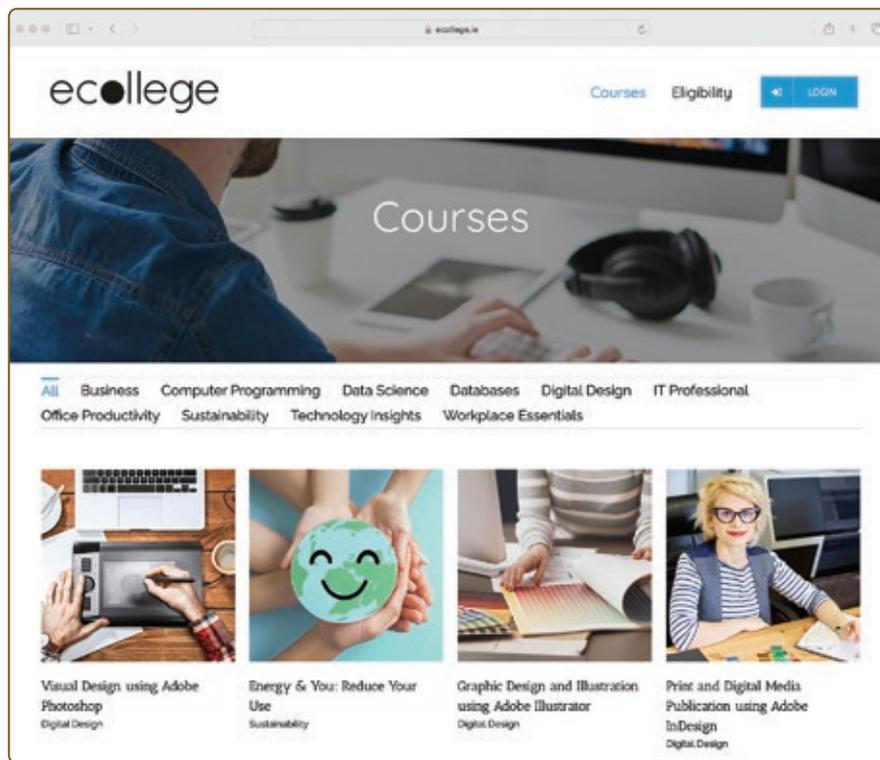 ecollege.ie
ecollege
Courses Eligibility LOGIN
Courses
All Business Computer Programming Data Science Databases Digital Design IT Professional
Office Productivity Sustainability Technology Insights Workplace Essentials
Visual Design using Adobe
Photoshop
Digital Design
Energy & You: Reduce Your
Use
Sustainability
Graphic Design and Illustration
using Adobe Illustrator
Digital Design
Print and Digital Media
Publication using Adobe
InDesign
Digital Design